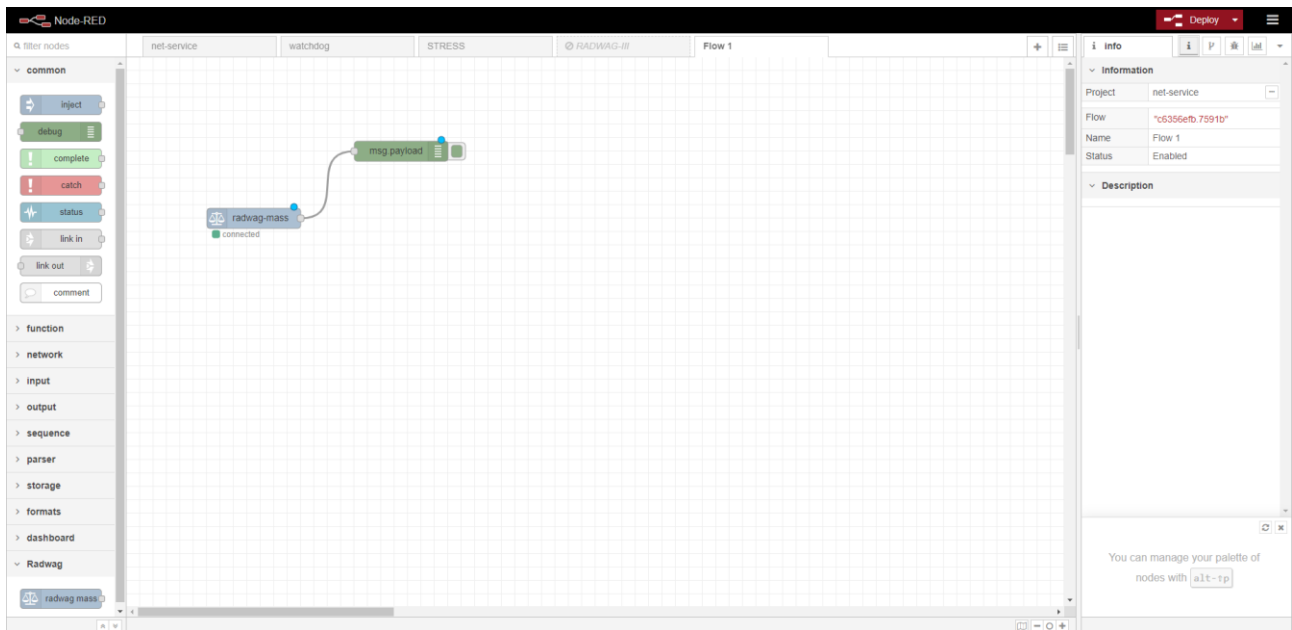 Node-RED
Deploy
filter nodes
net-service
watchdog
STRESS
RADWAG-III
Flow 1
info
common
inject
debug
complete
catch
status
link in
link out
comment
function
network
input
output
sequence
parser
storage
formats
dashboard
Radwag
radwag mass
msg.payload
radwag-mass
connected
Information
Project net-service
Flow "c6356efb.7591b"
Name Flow 1
Status Enabled
Description
You can manage your palette of
nodes with alt-⇧p